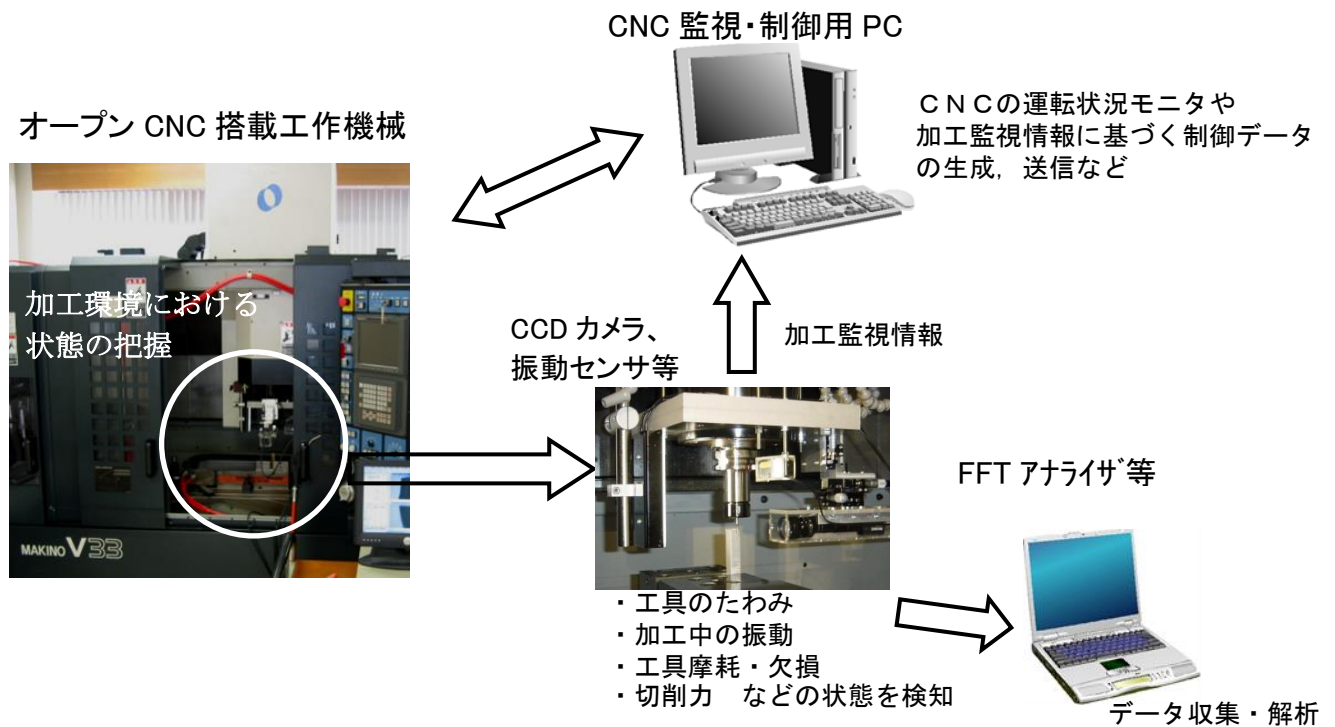 CNC 監視・制御用 PC
CNCの運転状況モニタや
加工監視情報に基づく制御データ
の生成，送信など
オープン CNC 搭載工作機械
加工環境における
状態の把握
MAKINO V33
CCD カメラ、
振動センサ等
加工監視情報
・工具のたわみ
・加工中の振動
・工具摩耗・欠損
・切削力　などの状態を検知
FFT アナライザ等
データ収集・解析